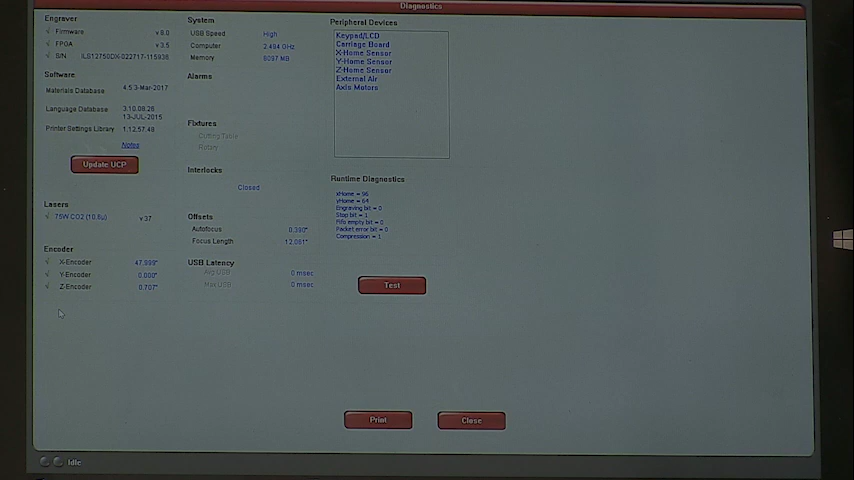 Diagnostics
Engraver
Firmware v 8.0
FPGA v 3.5
S/N ILS12750DX-022717-115936
Software
Materials Database 4.5 3-Mar-2017
Language Database 3.10.08.26
13-JUL-2015
Printer Settings Library 1.12.57.48
Notes
Update UCP
Lasers
75W CO2 (10.6u) v 37
Encoder
X-Encoder 47.999"
Y-Encoder 0.000"
Z-Encoder 0.707"
System
USB Speed High
Computer 2.494 GHz
Memory 8097 MB
Alarms
Fixtures
Cutting Table
Rotary
Interlocks
Closed
Offsets
Autofocus 0.390"
Focus Length 12.061"
USB Latency
Avg USB 0 msec
Max USB 0 msec
Peripheral Devices
Keypad/LCD
Carriage Board
X-Home Sensor
Y-Home Sensor
Z-Home Sensor
External Air
Axis Motors
Runtime Diagnostics
xHome = 96
yHome = 64
Engraving bit = 0
Stop bit = 1
Fifo empty bit = 0
Packet error bit = 0
Compression = 1
Test
Print
Close
Idle